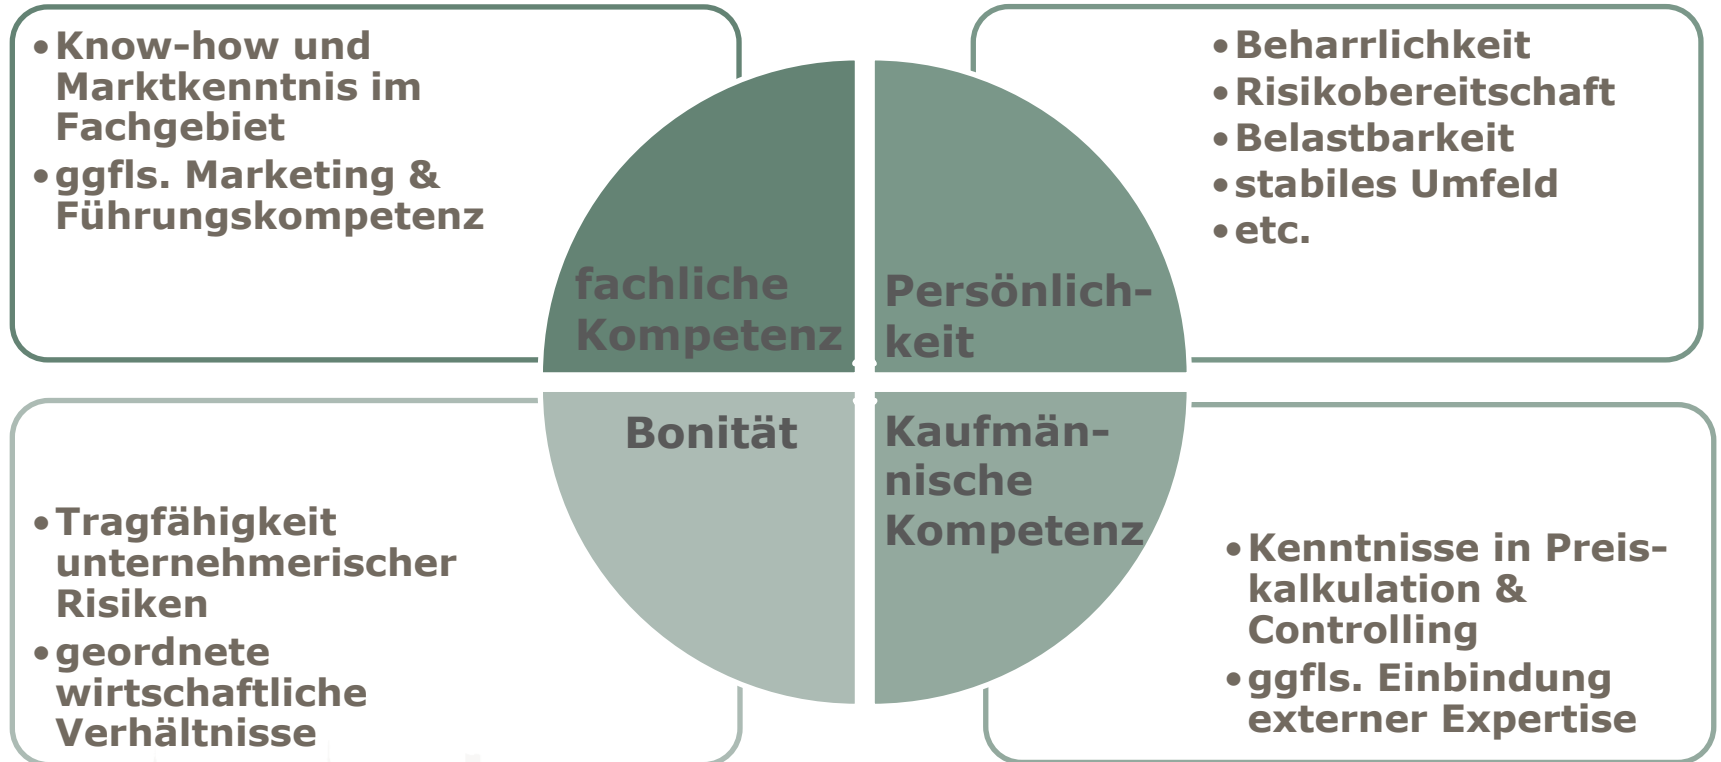 •Know-how und
Marktkenntnis im
Fachgebiet
•ggfls. Marketing &
Führungskompetenz
fachliche
Kompetenz
•Beharrlichkeit
•Risikobereitschaft
•Belastbarkeit
•stabiles Umfeld
•etc.
Persönlich-
keit
Bonität
•Tragfähigkeit
unternehmerischer
Risiken
•geordnete
wirtschaftliche
Verhältnisse
Kaufmän-
nische
Kompetenz
•Kenntnisse in Preis-
kalkulation &
Controlling
•ggfls. Einbindung
externer Expertise